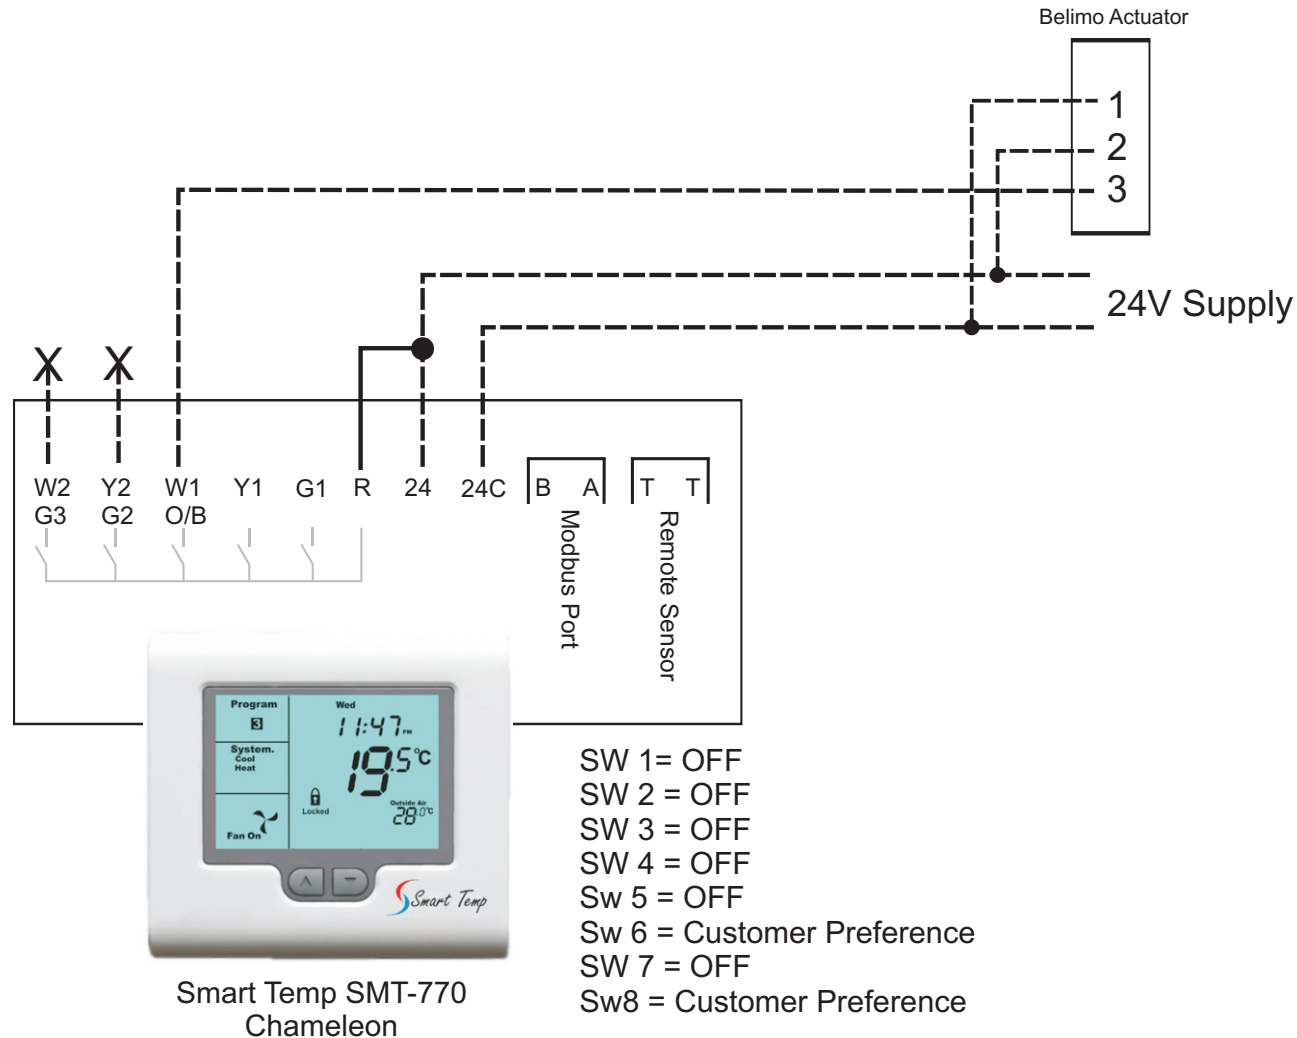 Belimo Actuator
1
2
3
24V Supply
X X
W2 Y2 W1 Y1 G1 R 24 24C B A T T
G3 G2 O/B
Modbus Port
Remote Sensor
Program
3
System.
Cool
Heat
Fan On
Wed
11:47 PM
19.5°C
Locked
Outside Air
28.0°C
Smart Temp
Smart Temp SMT-770
Chameleon
SW 1= OFF
SW 2 = OFF
SW 3 = OFF
SW 4 = OFF
Sw 5 = OFF
Sw 6 = Customer Preference
SW 7 = OFF
Sw8 = Customer Preference